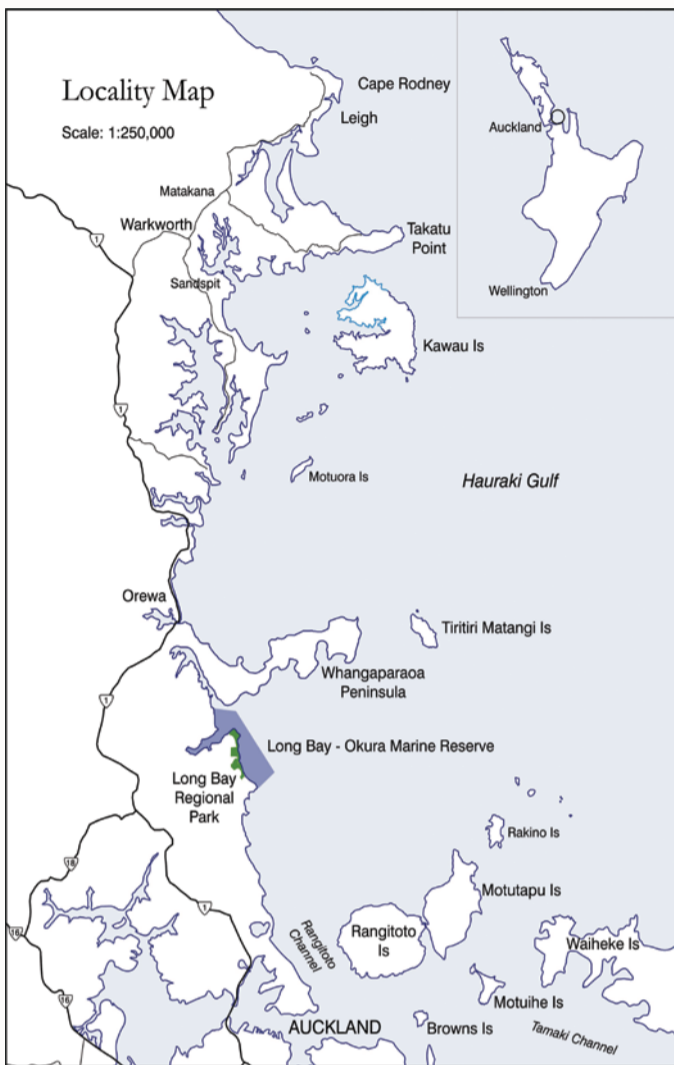 Locality Map
Scale: 1:250,000
Cape Rodney
Leigh
Auckland
Matakana
Warkworth
Takatu
Point
1
Sandspit
Wellington
Kawau Is
1
Motuora Is
Hauraki Gulf
Orewa
Tiritiri Matangi Is
Whangaparaoa
Peninsula
1
Long Bay - Okura Marine Reserve
Long Bay
Regional
Park
Rakino Is
18
Motutapu Is
1
16
Rangitoto
Channel
Rangitoto
Is
Waiheke Is
16
Motuihe Is
AUCKLAND
Browns Is
Tamaki Channel